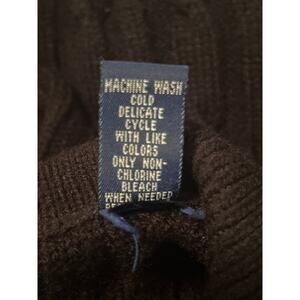 MACHINE WASH
COLD
DELICATE
CYCLE
WITH LIKE
COLORS
ONLY NON-
CHLORINE
BLEACH
WHEN NEEDED